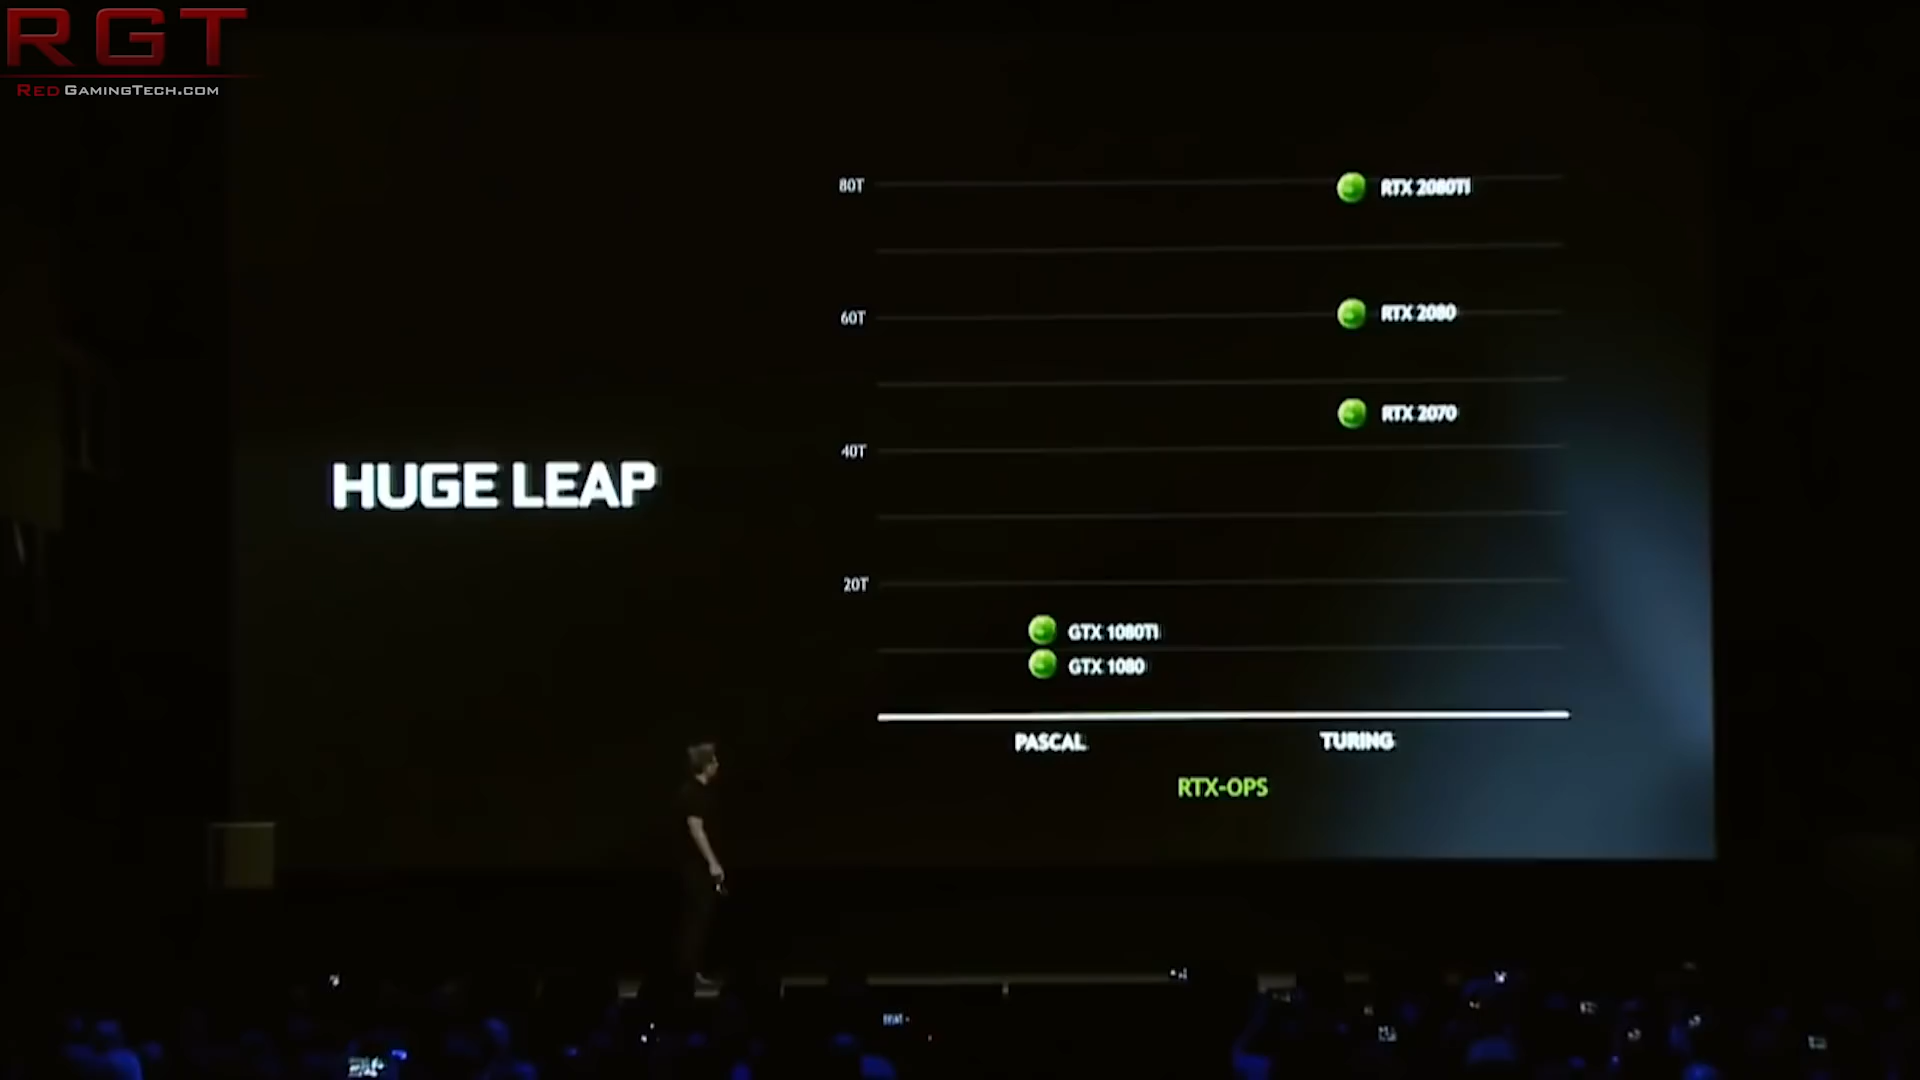 RGT
RedGamingTech.com
80T
RTX 2080TI
60T
RTX 2080
RTX 2070
40T
HUGE LEAP
20T
GTX 1080TI
GTX 1080
PASCAL
TURING
RTX-OPS